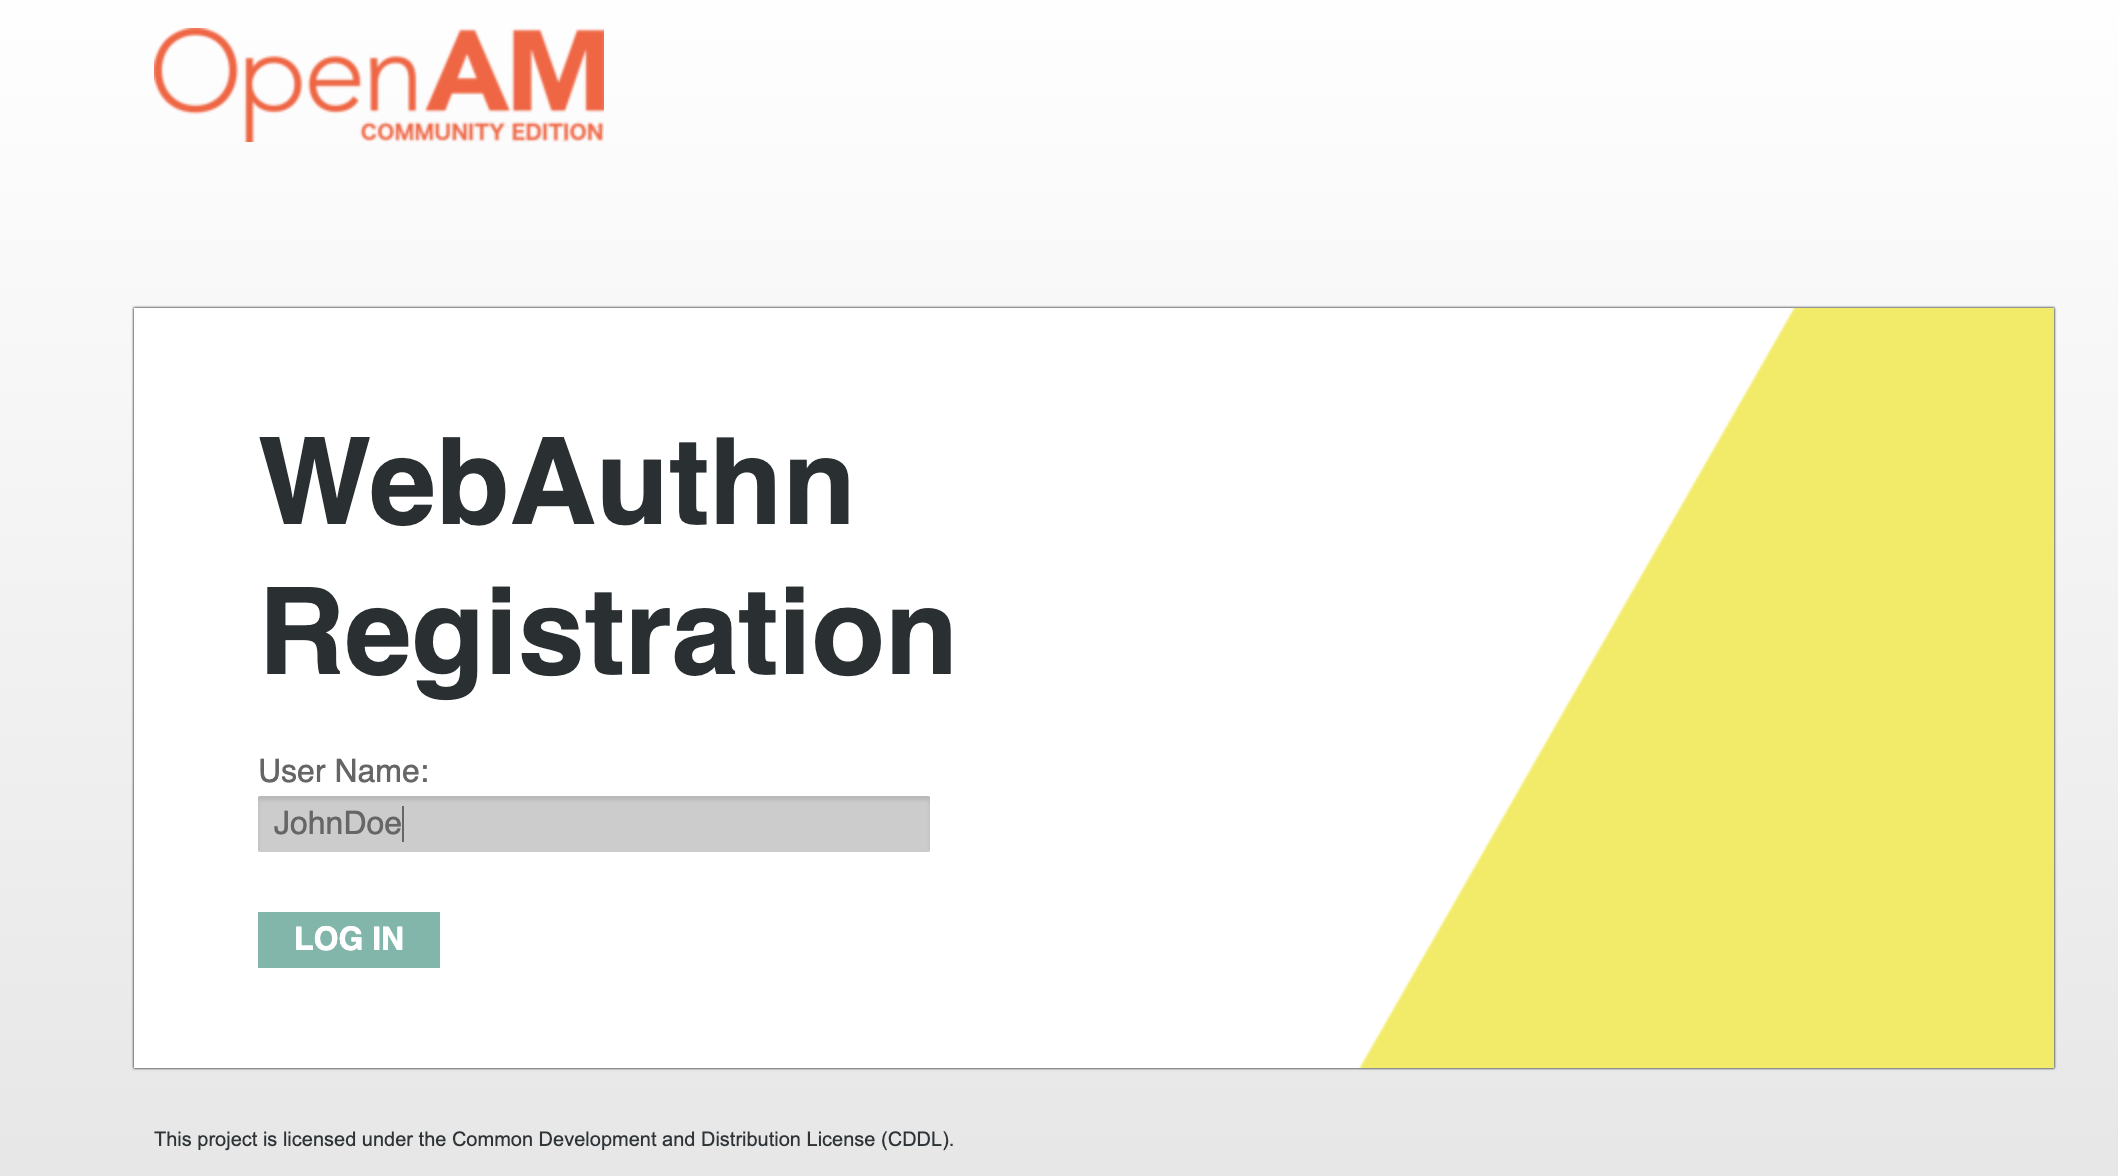 OpenAM
COMMUNITY EDITION
WebAuthn
Registration
User Name:
JohnDoe
LOG IN
This project is licensed under the Common Development and Distribution License (CDDL).